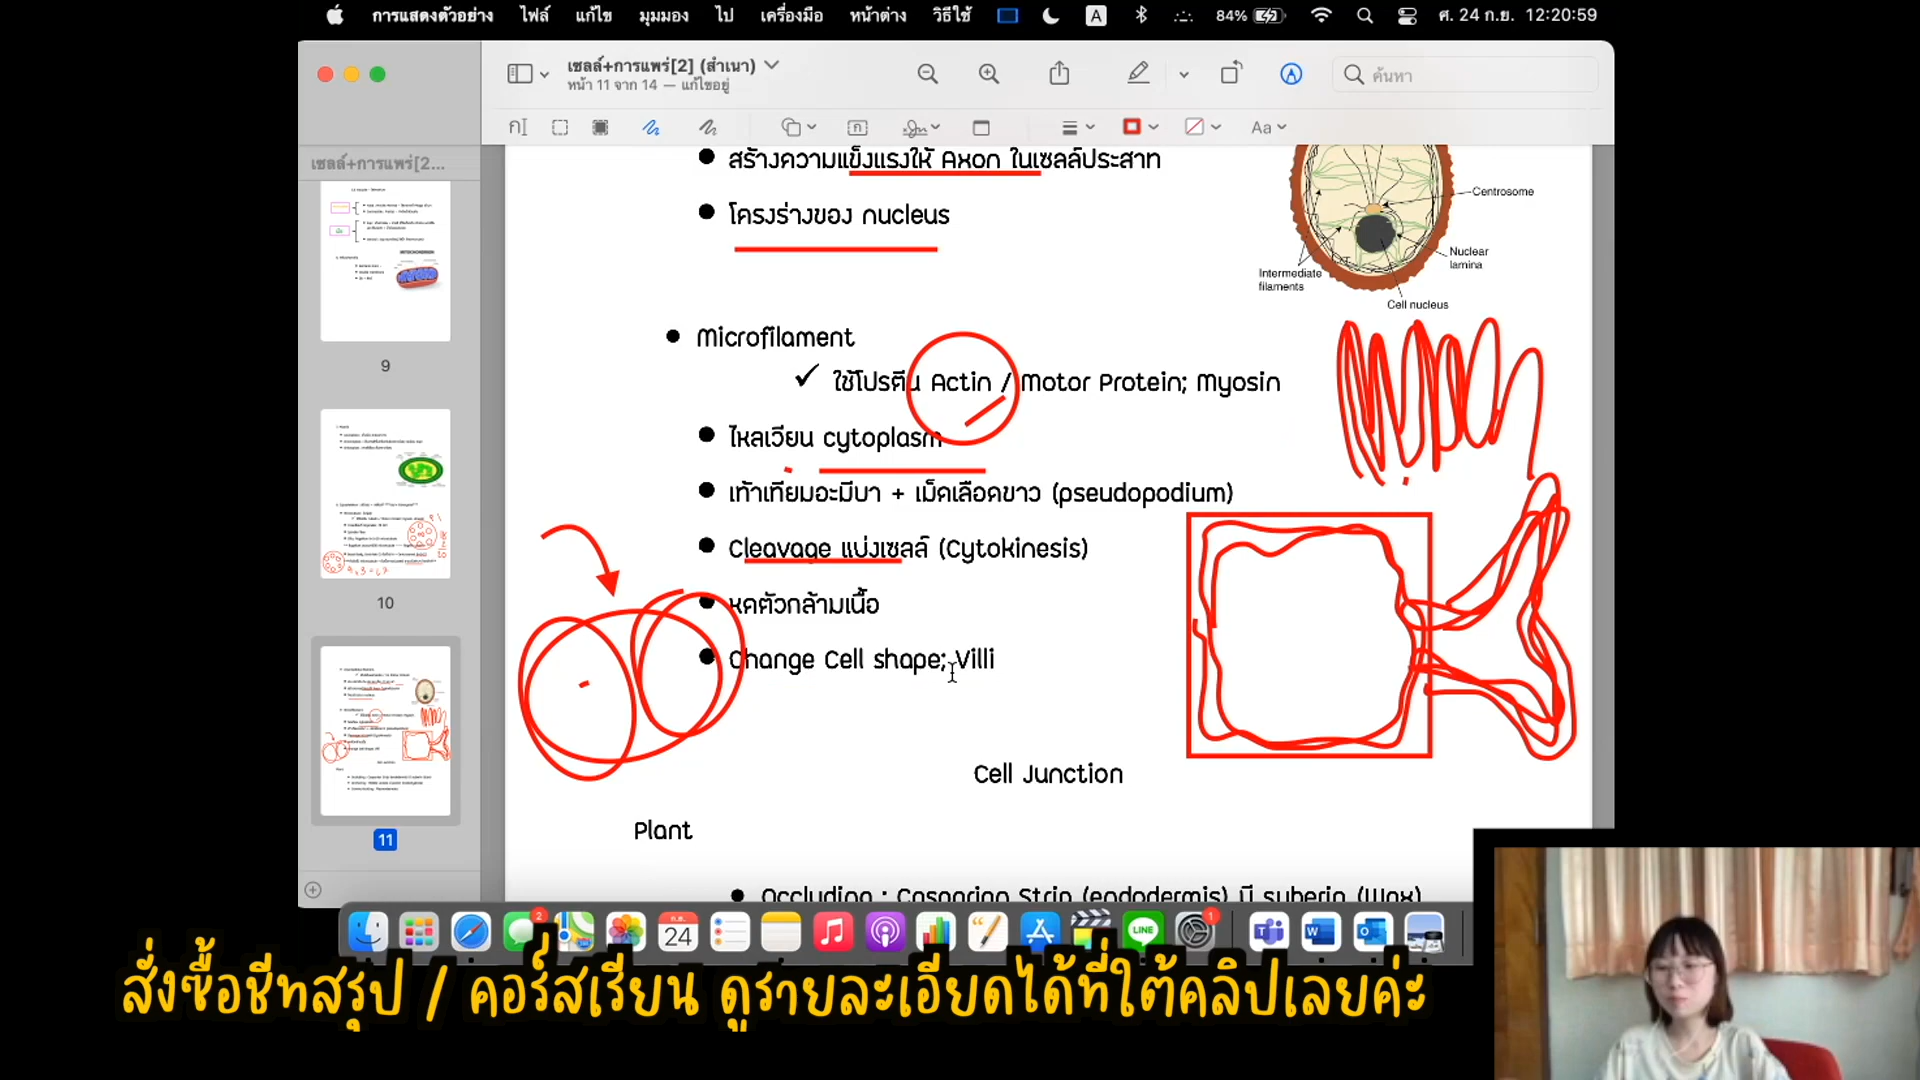 การแสดงตัวอย่าง ไฟล์ แก้ไข มุมมอง ไป เครื่องมือ หน้าต่าง วิธีใช้ A 84% ศ. 24 ก.ย. 12:20:59
เซลล์+การแพร่[2] (สำเนา)
หน้า 11 จาก 14 — แก้ไขอยู่
ค้นหา
Aa
เซลล์+การแพร่[2...
9
10
11
สร้างความแข็งแรงให้ Axon ในเซลล์ประสาท
โครงร่างของ nucleus
Centrosome
Nuclear
lamina
Intermediate
filaments
Cell nucleus
Microfilament
✓ ใช้โปรตีน Actin / Motor Protein; Myosin
ไหลเวียน cytoplasm
เท้าเทียมอะมีบา + เม็ดเลือดขาว (pseudopodium)
Cleavage แบ่งเซลล์ (Cytokinesis)
หดตัวกล้ามเนื้อ
Change Cell shape; Villi
Cell Junction
Plant
Occluding : Casparian Strip (endodermis) มี suberin (Wax)
2
ก.ย.
24
LINE
1
สั่งซื้อชีทสรุป / คอร์สเรียน ดูรายละเอียดได้ที่ใต้คลิปเลยค่ะ